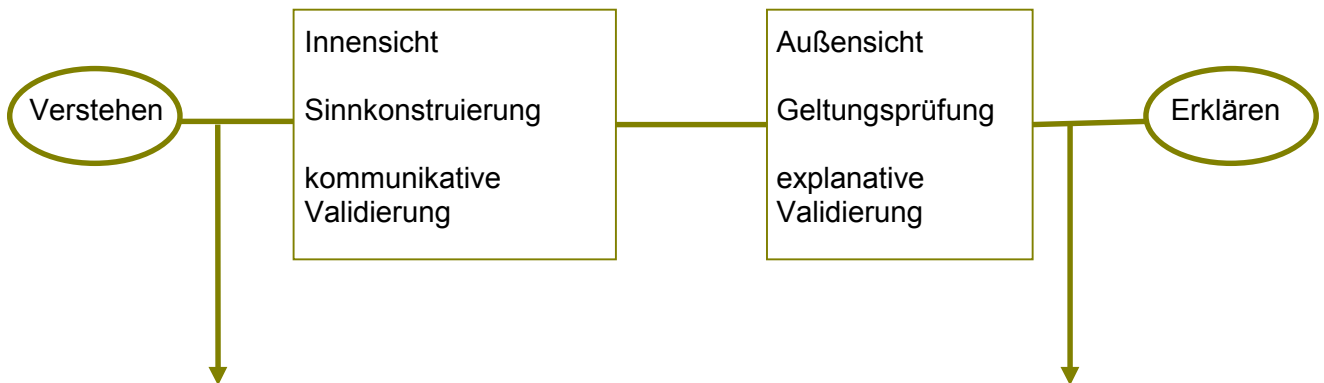 Verstehen
Innensicht
Sinnkonstruierung
kommunikative
Validierung
Außensicht
Geltungsprüfung
explanative
Validierung
Erklären